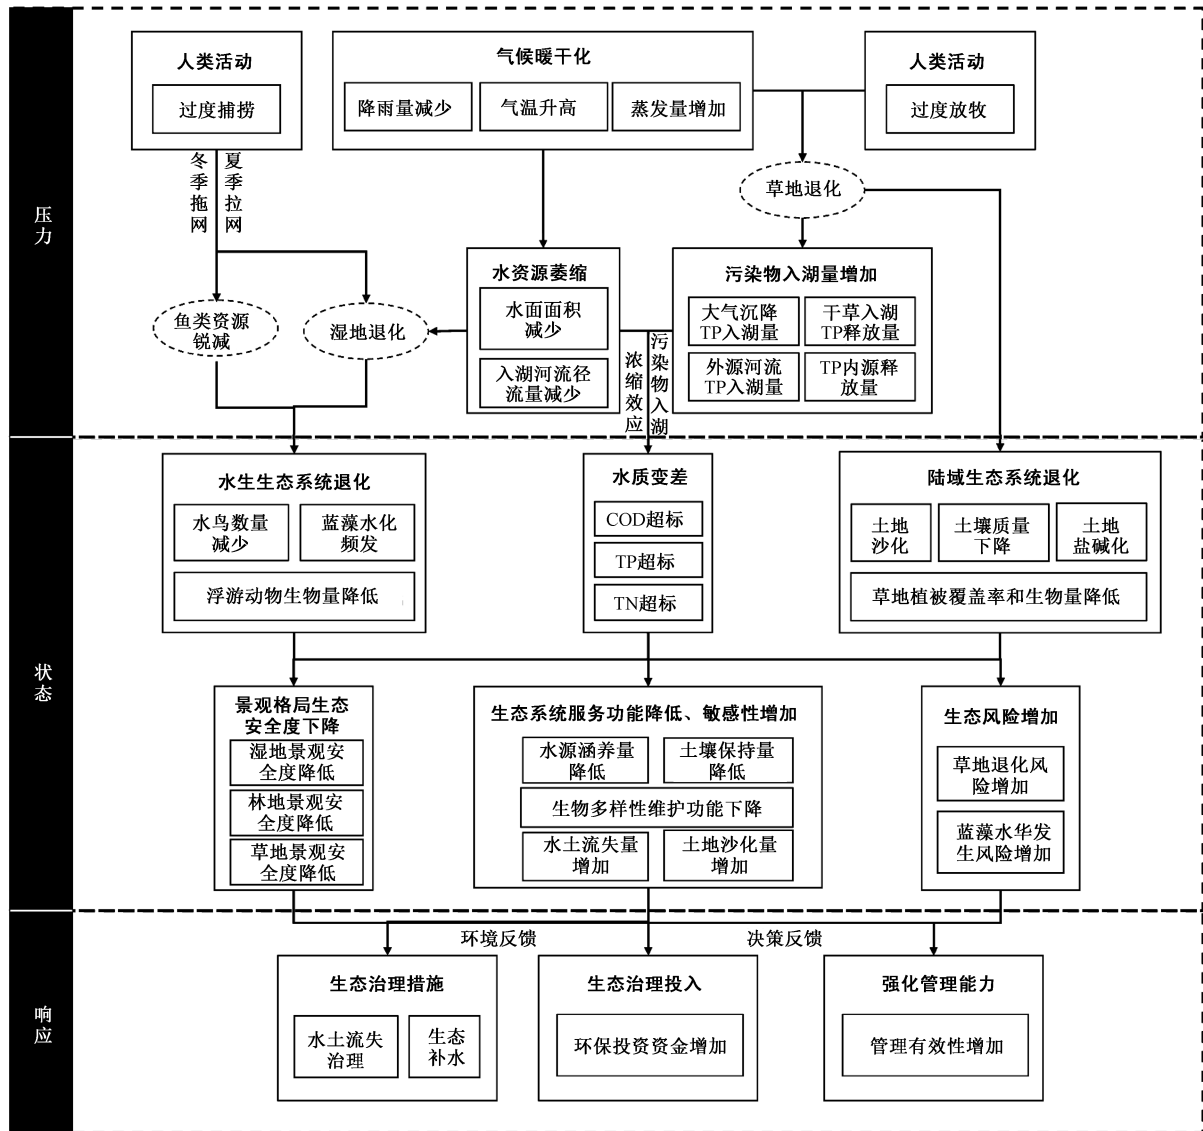 压力
人类活动
过度捕捞
气候暖干化
降雨量减少
气温升高
蒸发量增加
人类活动
过度放牧
冬季拖网
夏季拉网
草地退化
鱼类资源
锐减
湿地退化
水资源萎缩
水面面积
减少
入湖河流径
流量减少
浓缩效应
污染物入湖
污染物入湖量增加
大气沉降
TP入湖量
干草入湖
TP释放量
外源河流
TP入湖量
TP内源释
放量
状态
水生生态系统退化
水鸟数量
减少
蓝藻水化
频发
浮游动物生物量降低
水质变差
COD超标
TP超标
TN超标
陆域生态系统退化
土地
沙化
土壤质量
下降
土地
盐碱化
草地植被覆盖率和生物量降低
景观格局生态
安全度下降
湿地景观安
全度降低
林地景观安
全度降低
草地景观安
全度降低
生态系统服务功能降低、敏感性增加
水源涵养量
降低
土壤保持量
降低
生物多样性维护功能下降
水土流失量
增加
土地沙化量
增加
生态风险增加
草地退化风
险增加
蓝藻水华发
生风险增加
响应
环境反馈
决策反馈
生态治理措施
水土流失
治理
生态
补水
生态治理投入
环保投资资金增加
强化管理能力
管理有效性增加